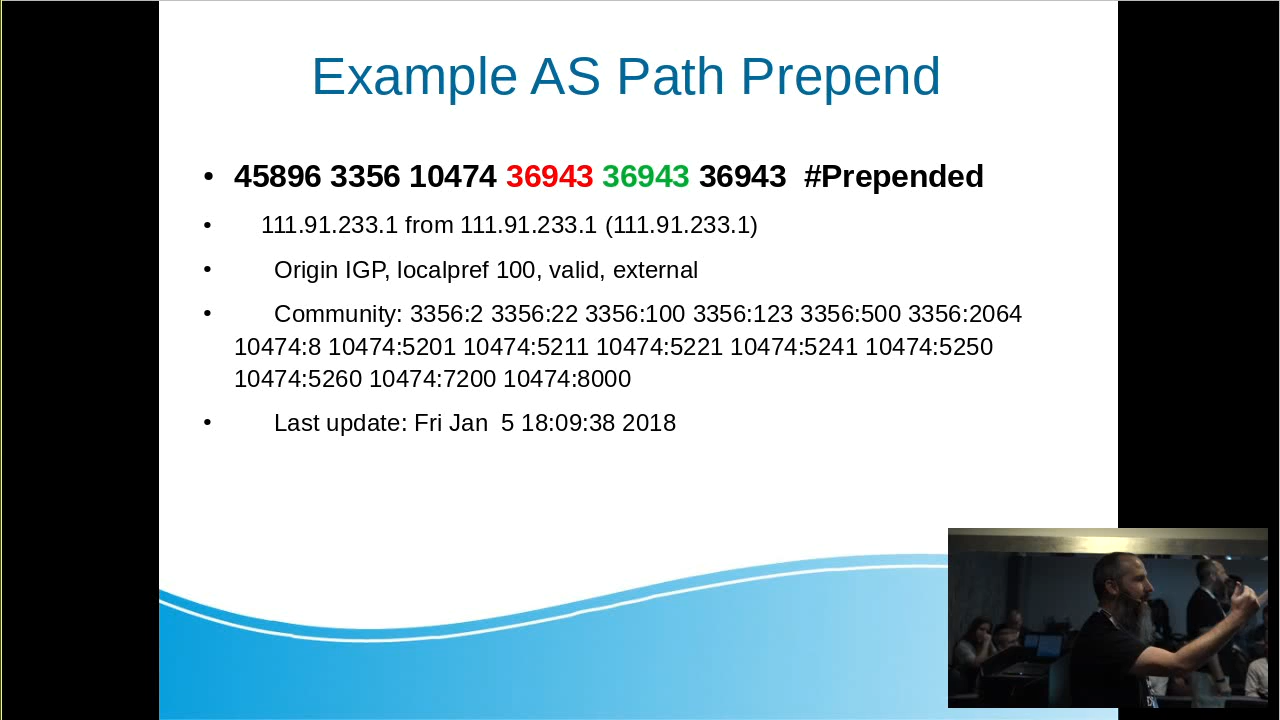 Example AS Path Prepend
• 45896 3356 10474 36943 36943 36943  #Prepended
• 111.91.233.1 from 111.91.233.1 (111.91.233.1)
• Origin IGP, localpref 100, valid, external
• Community: 3356:2 3356:22 3356:100 3356:123 3356:500 3356:2064
10474:8 10474:5201 10474:5211 10474:5221 10474:5241 10474:5250
10474:5260 10474:7200 10474:8000
• Last update: Fri Jan  5 18:09:38 2018